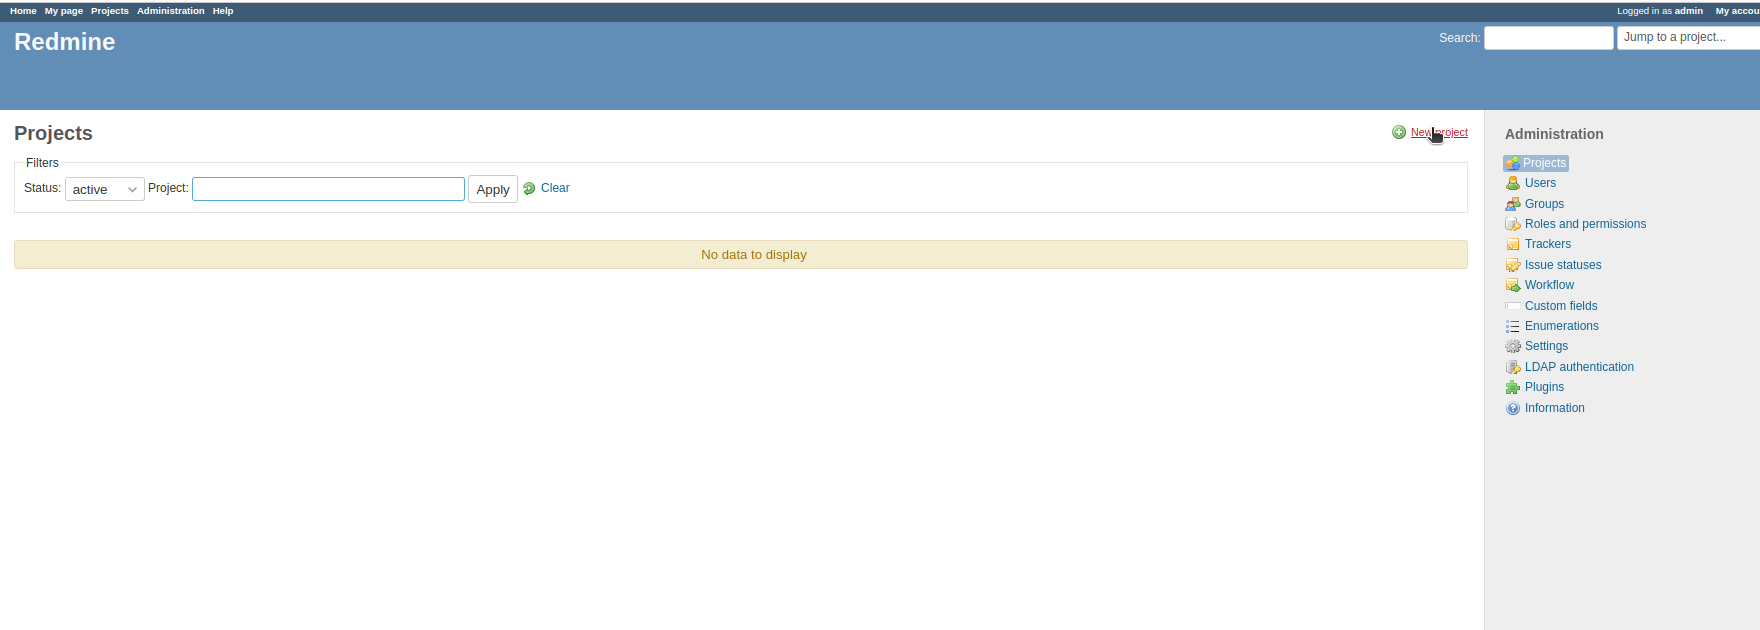 Home My page Projects Administration Help
Logged in as admin My accou
Redmine
Search: Jump to a project...
Projects
New project
Filters
Status: active Project: Apply Clear
No data to display
Administration
Projects
Users
Groups
Roles and permissions
Trackers
Issue statuses
Workflow
Custom fields
Enumerations
Settings
LDAP authentication
Plugins
Information